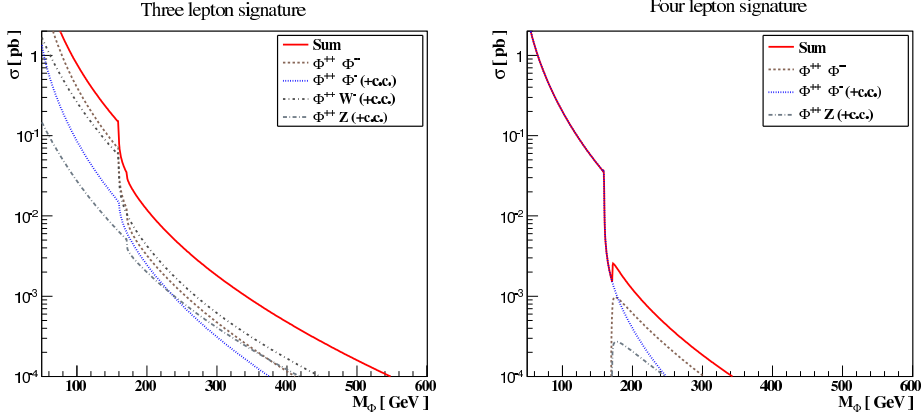 Three lepton signature
σ [ pb ]
1
10⁻¹
10⁻²
10⁻³
10⁻⁴
Sum
Φ⁺⁺ Φ⁻⁻
Φ⁺⁺ Φ⁻ (+c.c.)
Φ⁺⁺ W⁻ (+c.c.)
Φ⁺⁺ Z (+c.c.)
100 200 300 400 500 600
M_Φ [ GeV ]
Four lepton signature
σ [ pb ]
1
10⁻¹
10⁻²
10⁻³
10⁻⁴
Sum
Φ⁺⁺ Φ⁻⁻
Φ⁺⁺ Φ⁻ (+c.c.)
Φ⁺⁺ Z (+c.c.)
100 200 300 400 500 600
M_Φ [ GeV ]